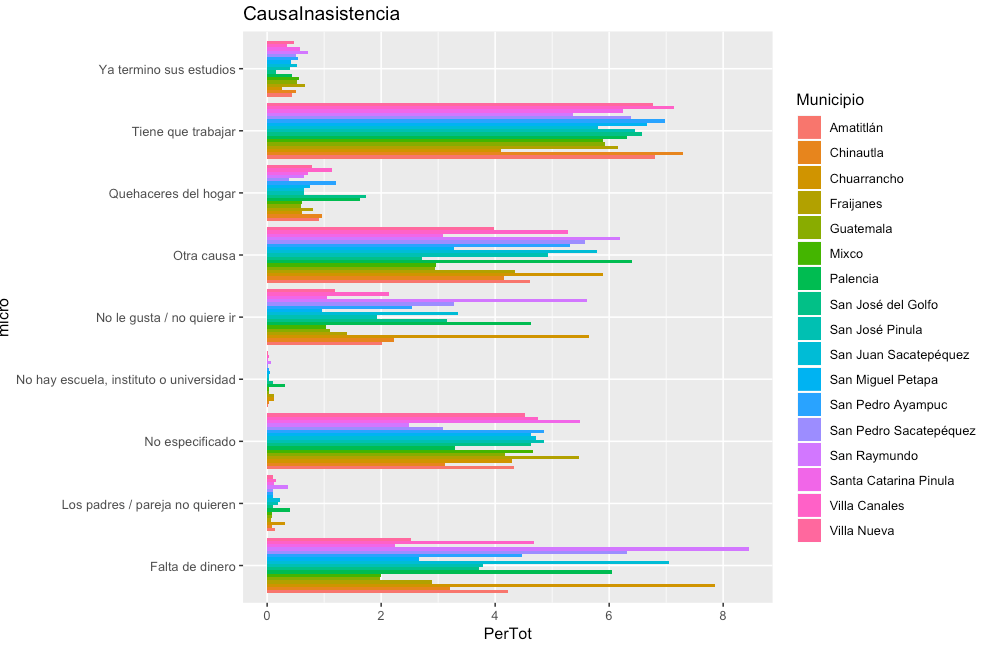 CausaInasistencia
Ya termino sus estudios
Tiene que trabajar
Quehaceres del hogar
Otra causa
No le gusta / no quiere ir
No hay escuela, instituto o universidad
No especificado
Los padres / pareja no quieren
Falta de dinero
micro
0 2 4 6 8
PerTot
Municipio
Amatitlán
Chinautla
Chuarrancho
Fraijanes
Guatemala
Mixco
Palencia
San José del Golfo
San José Pinula
San Juan Sacatepéquez
San Miguel Petapa
San Pedro Ayampuc
San Pedro Sacatepéquez
San Raymundo
Santa Catarina Pinula
Villa Canales
Villa Nueva